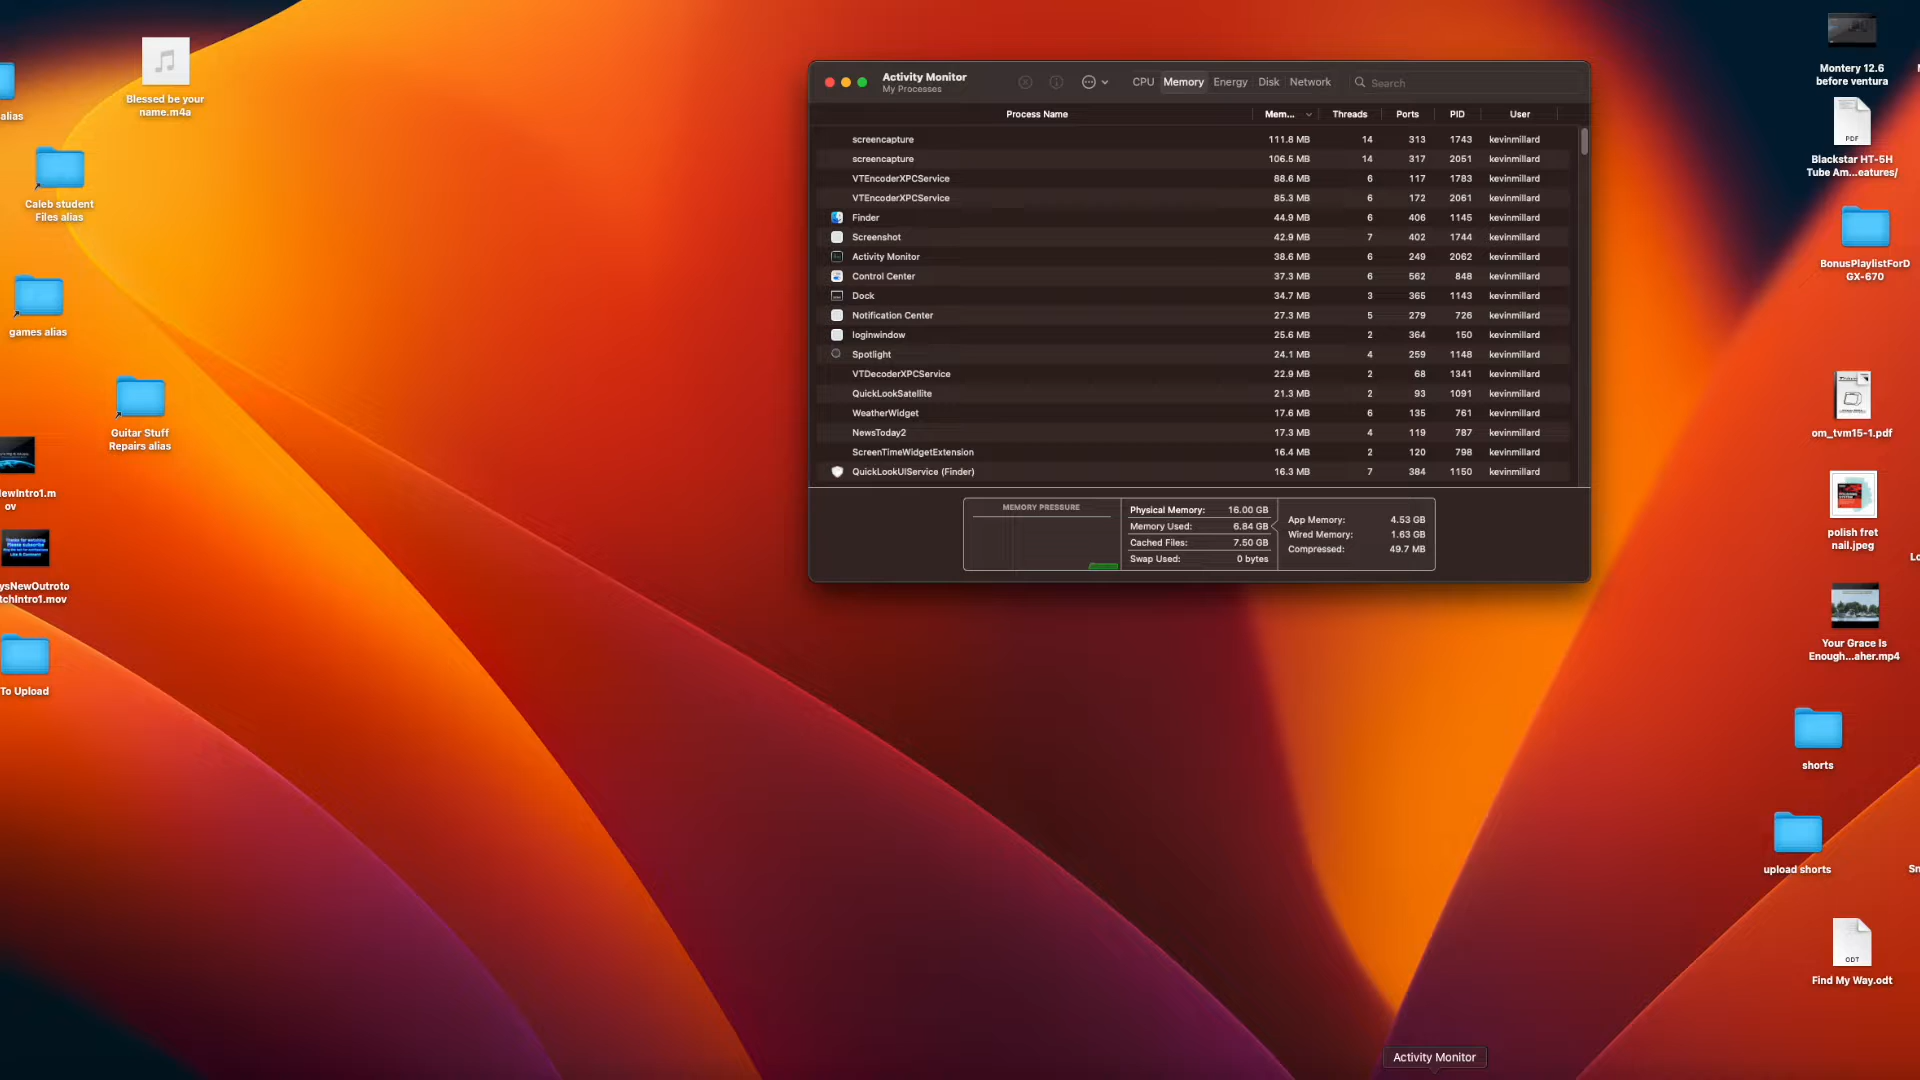 alias
Blessed be your
name.m4a
Caleb student
Files alias
games alias
Guitar Stuff
Repairs alias
ewIntro1.m
ov
ysNewOutroto
tchIntro1.mov
To Upload
Activity Monitor
My Processes
CPU Memory Energy Disk Network
Search
Process Name Mem... Threads Ports PID User
screencapture 111.8 MB 14 313 1743 kevinmillard
screencapture 106.5 MB 14 317 2051 kevinmillard
VTEncoderXPCService 88.6 MB 6 117 1783 kevinmillard
VTEncoderXPCService 85.3 MB 6 172 2061 kevinmillard
Finder 44.9 MB 6 406 1145 kevinmillard
Screenshot 42.9 MB 7 402 1744 kevinmillard
Activity Monitor 38.6 MB 6 249 2062 kevinmillard
Control Center 37.3 MB 6 562 848 kevinmillard
Dock 34.7 MB 3 365 1143 kevinmillard
Notification Center 27.3 MB 5 279 726 kevinmillard
loginwindow 25.6 MB 2 364 150 kevinmillard
Spotlight 24.1 MB 4 259 1148 kevinmillard
VTDecoderXPCService 22.9 MB 2 68 1341 kevinmillard
QuickLookSatellite 21.3 MB 2 93 1091 kevinmillard
WeatherWidget 17.6 MB 6 135 761 kevinmillard
NewsToday2 17.3 MB 4 119 787 kevinmillard
ScreenTimeWidgetExtension 16.4 MB 2 120 798 kevinmillard
QuickLookUIService (Finder) 16.3 MB 7 384 1150 kevinmillard
MEMORY PRESSURE
Physical Memory: 16.00 GB
Memory Used: 6.84 GB
Cached Files: 7.50 GB
Swap Used: 0 bytes
App Memory: 4.53 GB
Wired Memory: 1.63 GB
Compressed: 49.7 MB
Montery 12.6
before ventura
PDF
Blackstar HT-5H
Tube Am...eatures/
BonusPlaylistForD
GX-670
om_tvm15-1.pdf
polish fret
nail.jpeg
Your Grace Is
Enough...aher.mp4
shorts
upload shorts
ODT
Find My Way.odt
Activity Monitor